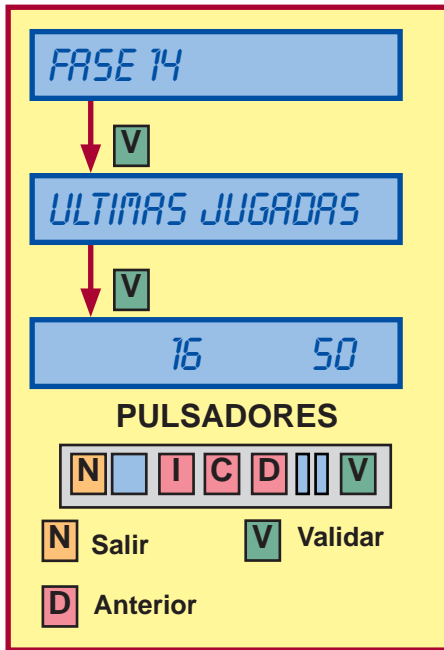 FASE 14
V
ULTIMAS JUGADAS
V
16 50
PULSADORES
N I C D V
N Salir V Validar
D Anterior